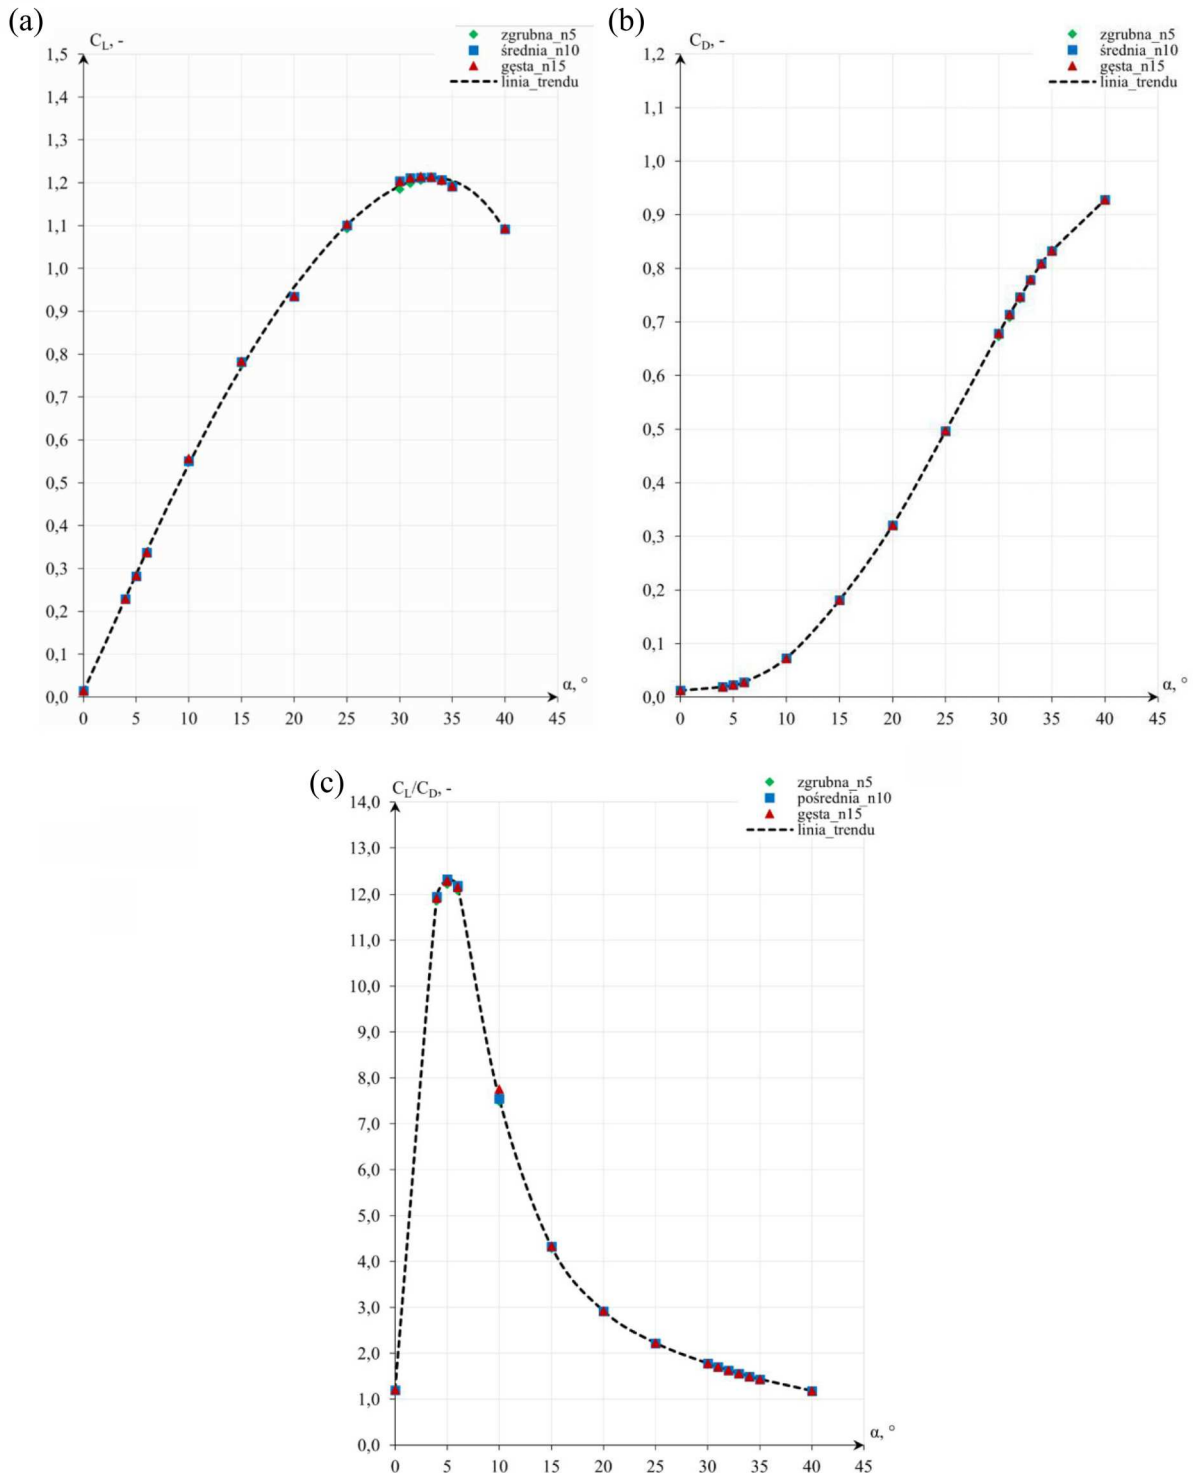 (a)
C_L, -
zgrubna_n5
średnia_n10
gęsta_n15
linia_trendu
1,5
1,4
1,3
1,2
1,1
1,0
0,9
0,8
0,7
0,6
0,5
0,4
0,3
0,2
0,1
0,0
0 5 10 15 20 25 30 35 40 45
α, °
(b)
C_D, -
zgrubna_n5
średnia_n10
gęsta_n15
linia_trendu
1,2
1,1
1,0
0,9
0,8
0,7
0,6
0,5
0,4
0,3
0,2
0,1
0,0
0 5 10 15 20 25 30 35 40 45
α, °
(c)
C_L/C_D, -
zgrubna_n5
pośrednia_n10
gęsta_n15
linia_trendu
14,0
13,0
12,0
11,0
10,0
9,0
8,0
7,0
6,0
5,0
4,0
3,0
2,0
1,0
0,0
0 5 10 15 20 25 30 35 40 45
α, °